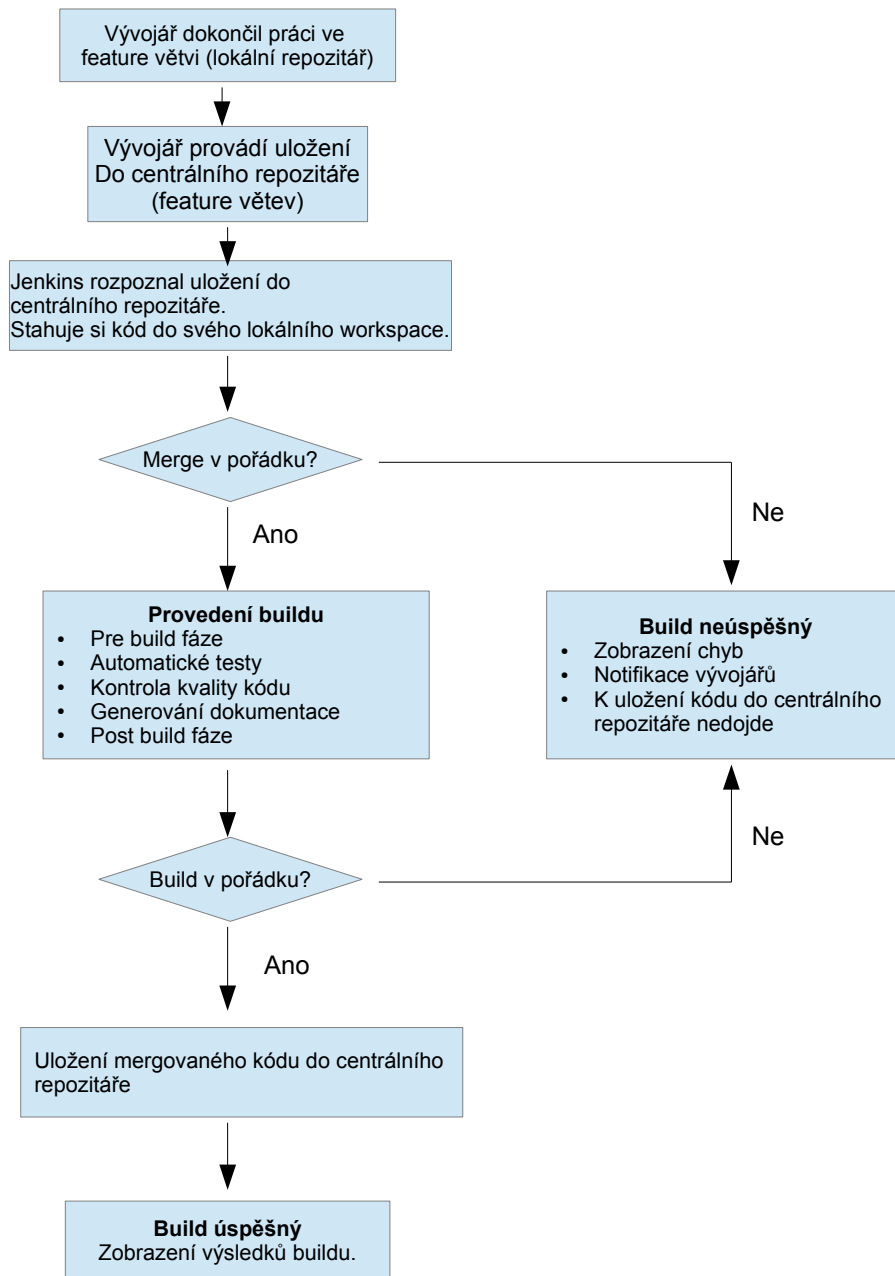 Vývojář dokončil práci ve
feature větvi (lokální repozitář)
Vývojář provádí uložení
Do centrálního repozitáře
(feature větev)
Jenkins rozpoznal uložení do
centrálního repozitáře.
Stahuje si kód do svého lokálního workspace.
Merge v pořádku?
Ne
Ano
Provedení buildu
• Pre build fáze
• Automatické testy
• Kontrola kvality kódu
• Generování dokumentace
• Post build fáze
Build neúspěšný
• Zobrazení chyb
• Notifikace vývojářů
• K uložení kódu do centrálního
repozitáře nedojde
Ne
Build v pořádku?
Ano
Uložení mergovaného kódu do centrálního
repozitáře
Build úspěšný
Zobrazení výsledků buildu.